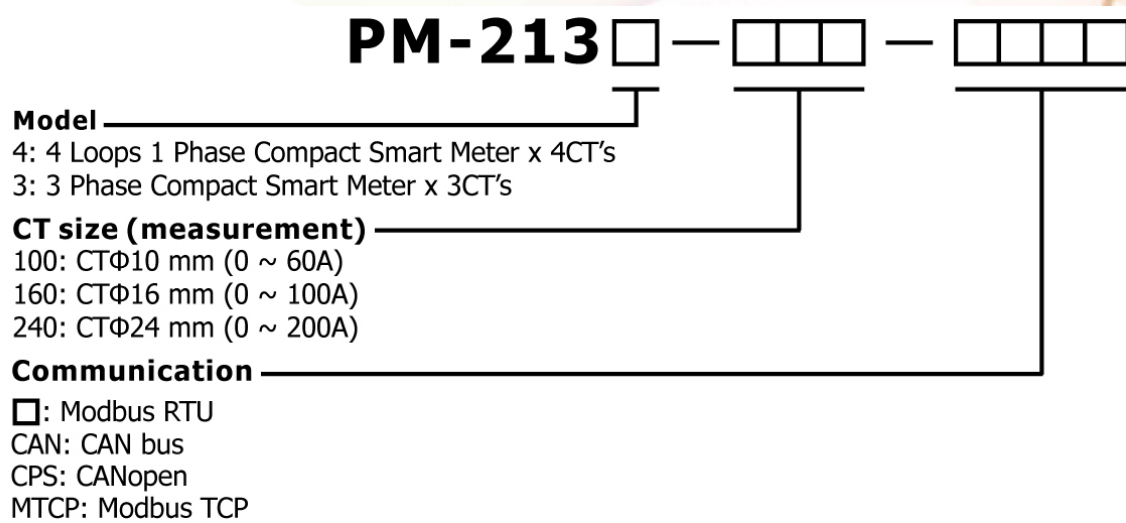 PM-213□ — □□□ — □□□□
Model
4: 4 Loops 1 Phase Compact Smart Meter x 4CT’s
3: 3 Phase Compact Smart Meter x 3CT’s
CT size (measurement)
100: CTΦ10 mm (0 ~ 60A)
160: CTΦ16 mm (0 ~ 100A)
240: CTΦ24 mm (0 ~ 200A)
Communication
□: Modbus RTU
CAN: CAN bus
CPS: CANopen
MTCP: Modbus TCP